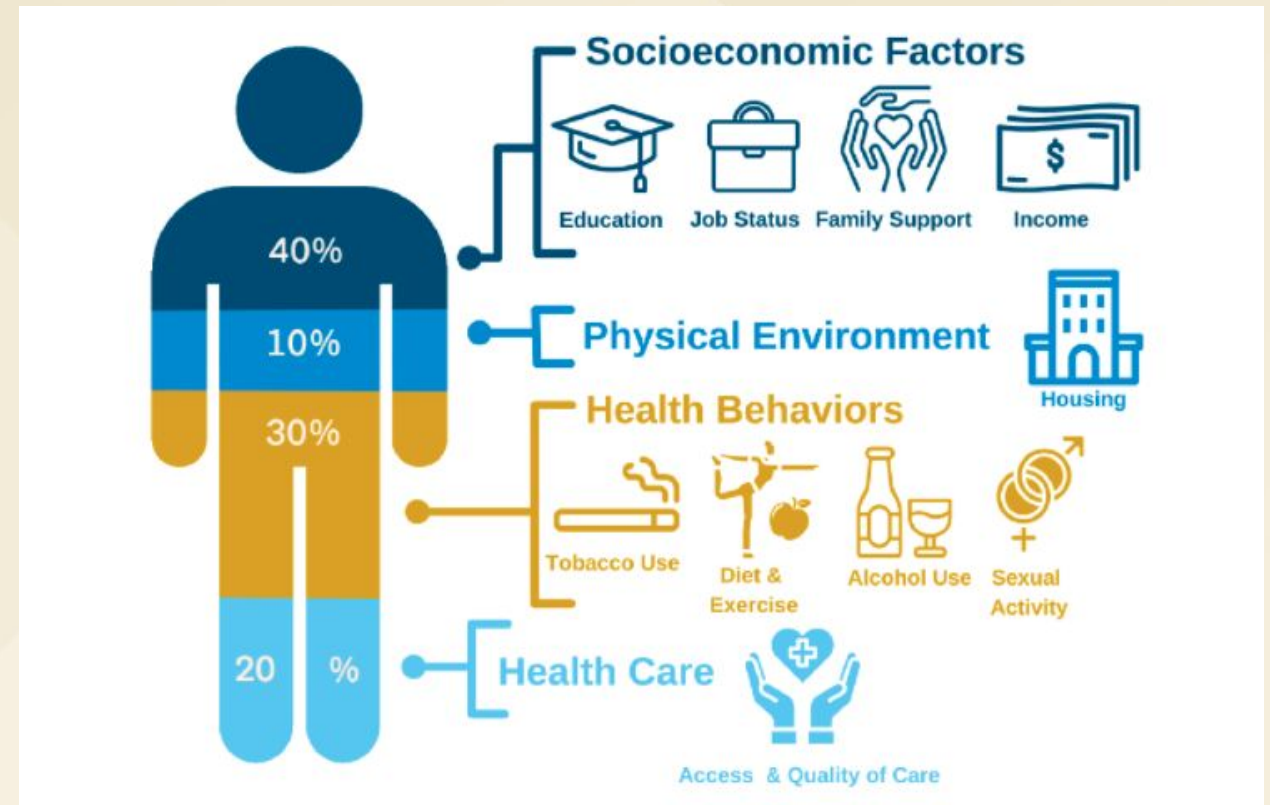 Socioeconomic Factors
$
Education Job Status Family Support Income
40%
10%
Physical Environment
Housing
30%
Health Behaviors
Tobacco Use
Diet &
Exercise
Alcohol Use
Sexual
Activity
20 %
Health Care
Access & Quality of Care